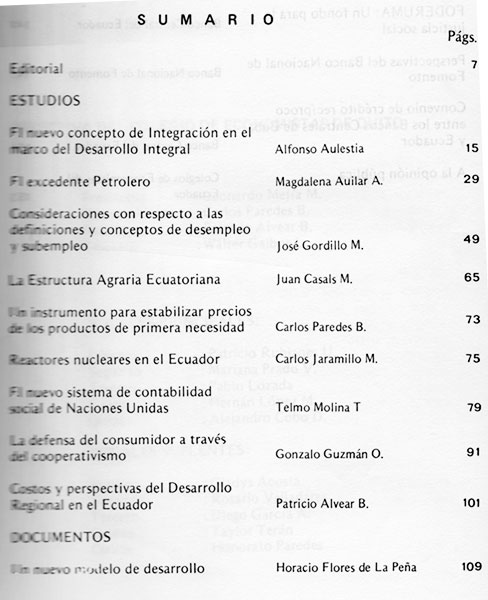 SUMARIO
Págs.
Editorial 7
ESTUDIOS
El nuevo concepto de Integración en el
marco del Desarrollo Integral Alfonso Aulestia 15
El excedente Petrolero Magdalena Auilar A. 29
Consideraciones con respecto a las
definiciones y conceptos de desempleo
y subempleo José Gordillo M. 49
La Estructura Agraria Ecuatoriana Juan Casals M. 65
Un instrumento para estabilizar precios
de los productos de primera necesidad Carlos Paredes B. 73
Reactores nucleares en el Ecuador Carlos Jaramillo M. 75
El nuevo sistema de contabilidad
social de Naciones Unidas Telmo Molina T 79
La defensa del consumidor a través
del cooperativismo Gonzalo Guzmán O. 91
Costos y perspectivas del Desarrollo
Regional en el Ecuador Patricio Alvear B. 101
DOCUMENTOS
Un nuevo modelo de desarrollo Horacio Flores de La Peña 109